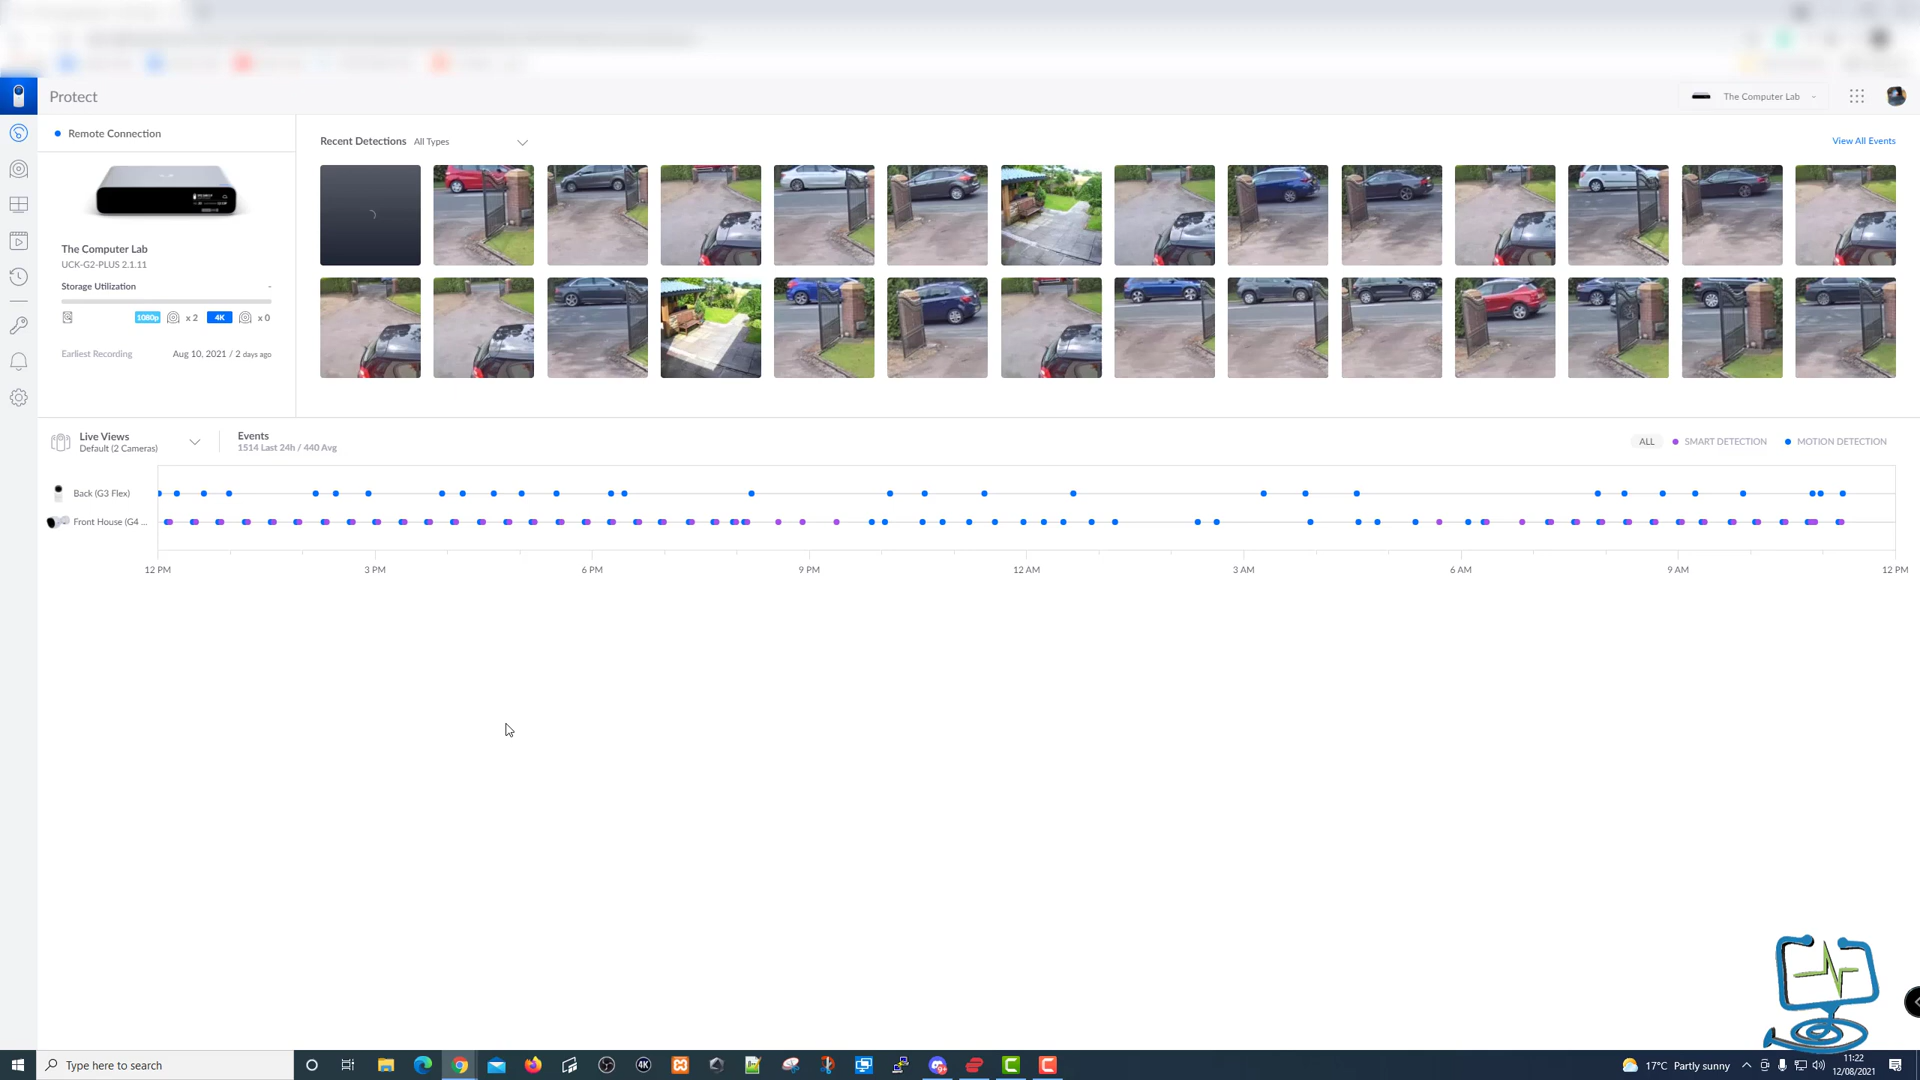 Protect
The Computer Lab
Remote Connection
Recent Detections All Types
View All Events
The Computer Lab
UCK-G2-PLUS 2.1.11
Storage Utilization -
1080p x 2 4K x 0
Earliest Recording Aug 10, 2021 / 2 days ago
Live Views
Default (2 Cameras)
Events
1514 Last 24h / 440 Avg
ALL SMART DETECTION MOTION DETECTION
Back (G3 Flex)
Front House (G4 ...
12 PM 3 PM 6 PM 9 PM 12 AM 3 AM 6 AM 9 AM 12 PM
Type here to search
4K
9+
17°C Partly sunny
11:22
12/08/2021